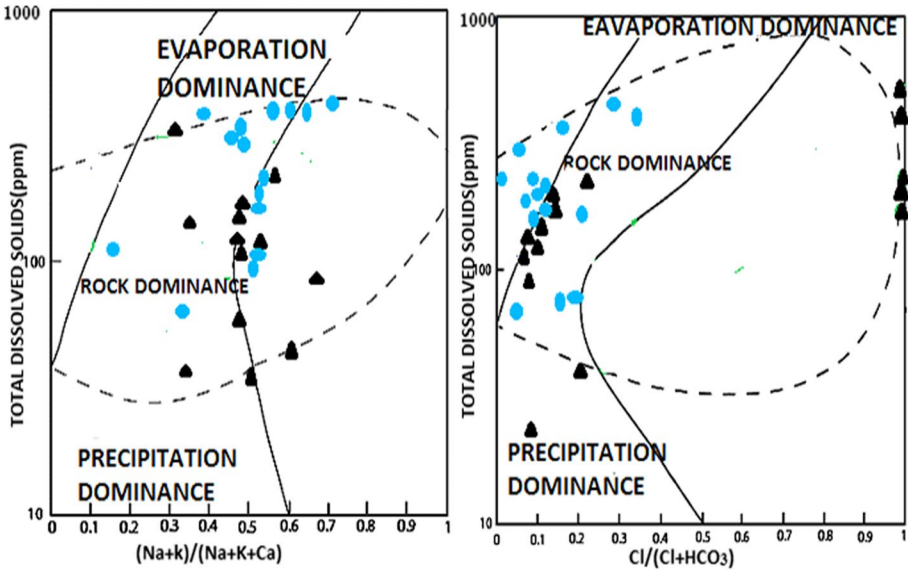 1000
EVAPORATION
DOMINANCE
TOTAL DISSOLVED SOLIDS(ppm)
100
ROCK DOMINANCE
PRECIPITATION
DOMINANCE
10
0 0.1 0.2 0.3 0.4 0.5 0.6 0.7 0.8 0.9 1
(Na+k)/(Na+K+Ca)
1000
EAVAPORATION DOMINANCE
TOTAL DISSOLVED SOLIDS(ppm)
ROCK DOMINANCE
100
PRECIPITATION
DOMINANCE
10
0 0.1 0.2 0.3 0.4 0.5 0.6 0.7 0.8 0.9 1
Cl/(Cl+HCO₃)